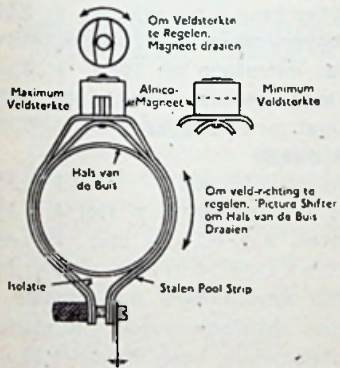 Om Veldsterkte
te Regelen,
Magneet draaien
Maximum
Veldsterkte
Alnico-
Magneet
Minimum
Veldsterkte
Hals van
de Buis
Om veld-richting te
regelen, 'Picture Shifter
om Hals van de Buis
Draaien
Isolatie
Stalen Pool Strip